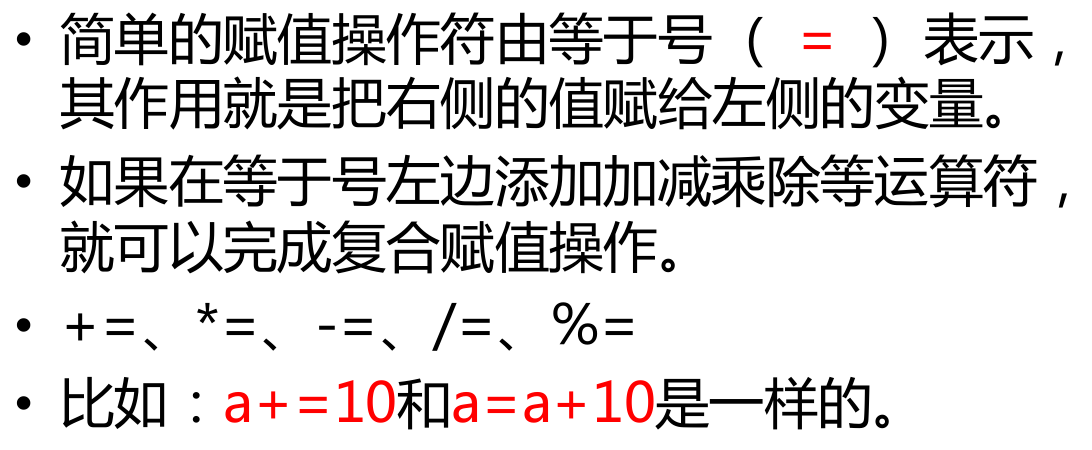 • 简单的赋值操作符由等于号（ = ）表示，
其作用就是把右侧的值赋给左侧的变量。
• 如果在等于号左边添加加减乘除等运算符，
就可以完成复合赋值操作。
• +=、*=、-=、/=、%=
• 比如：a+=10和a=a+10是一样的。